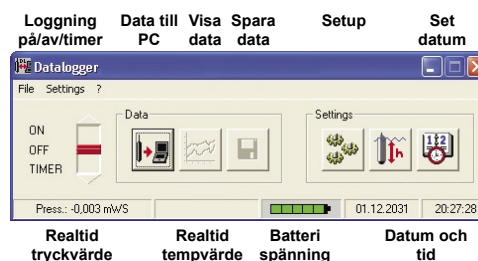 Loggning på/av/timer
Data till PC
Visa data
Spara data
Setup
Set datum
Datalogger
File Settings ?
Data
Settings
ON
OFF
TIMER
Press.: -0,003 mWS
01.12.2031
20:27:28
Realtid tryckvärde
Realtid tempvärde
Batteri spänning
Datum och tid